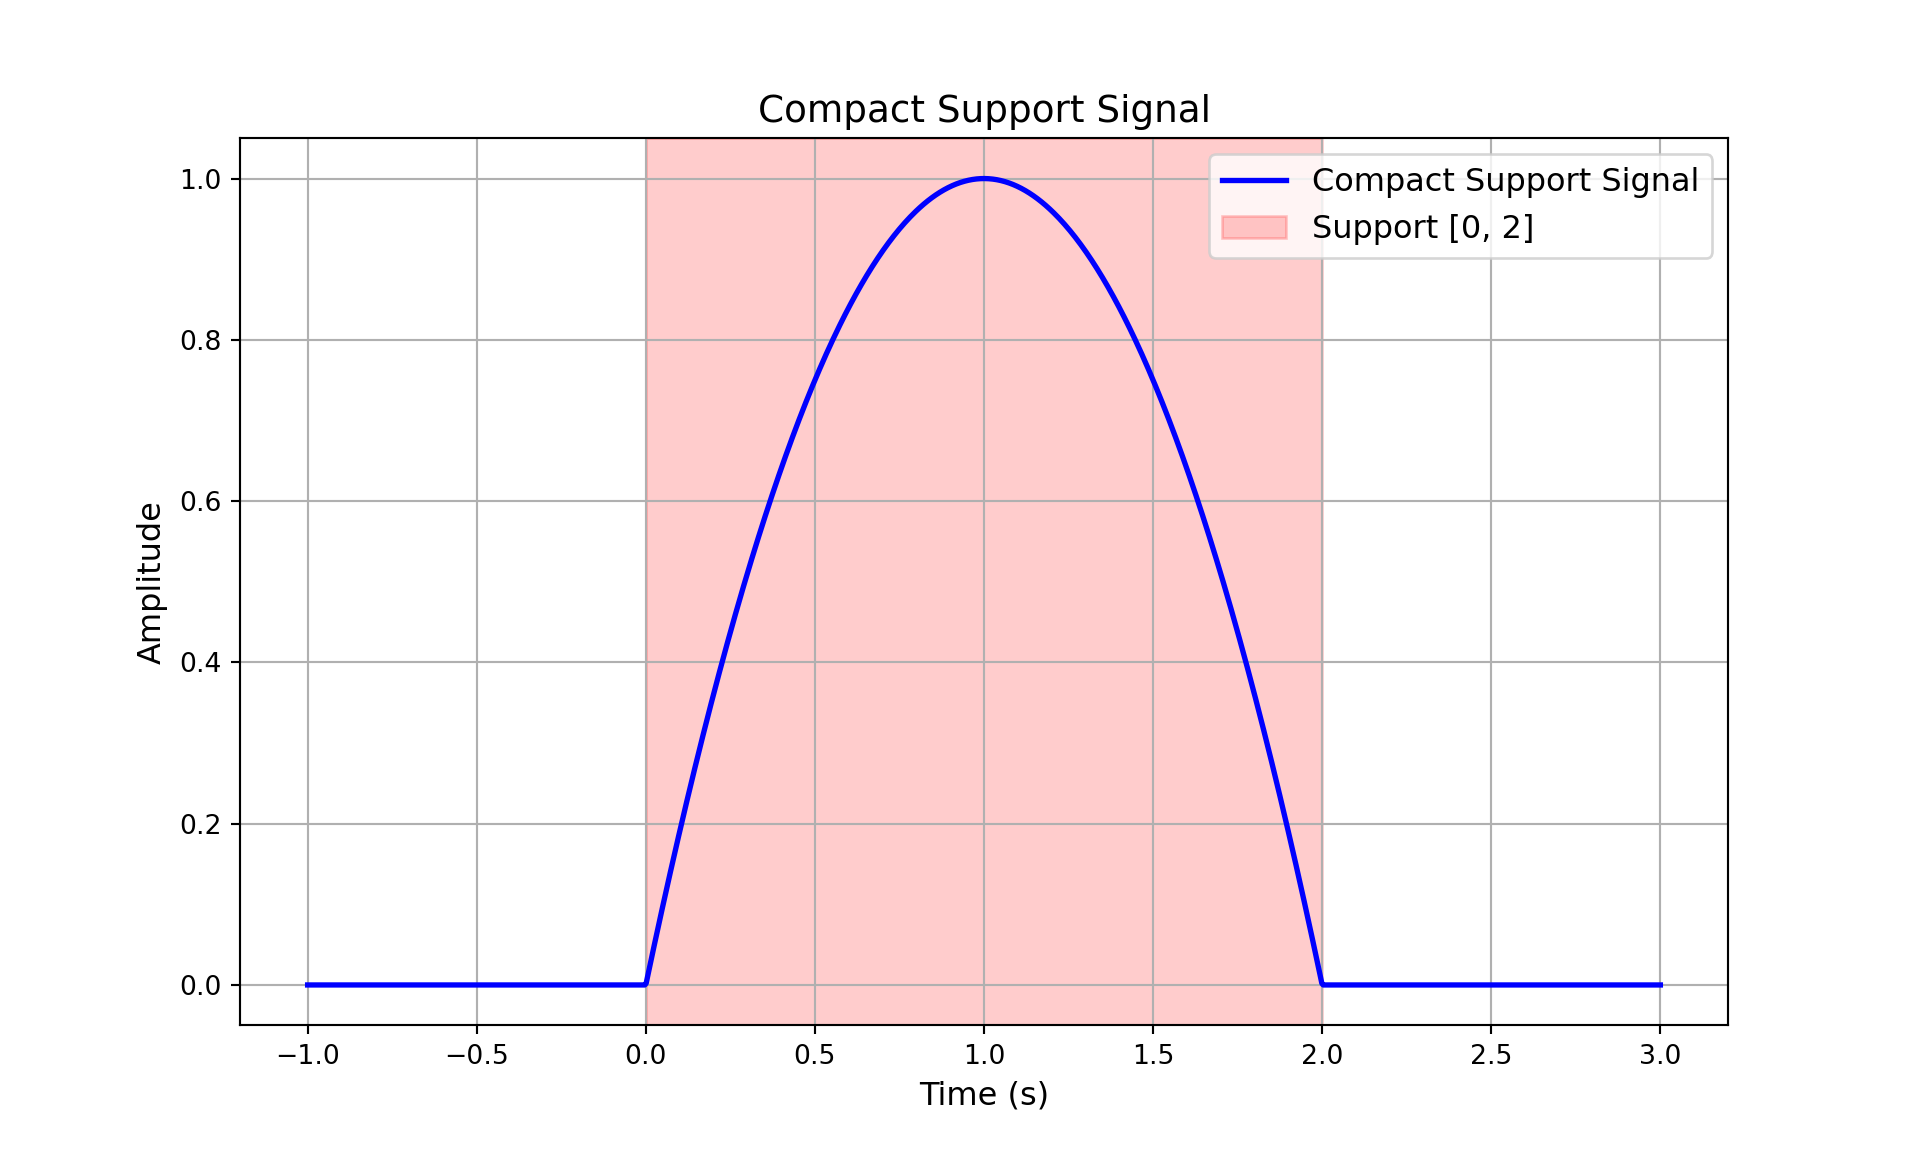 Compact Support Signal
Compact Support Signal
Support [0, 2]
1.0
0.8
0.6
0.4
0.2
0.0
Amplitude
−1.0 −0.5 0.0 0.5 1.0 1.5 2.0 2.5 3.0
Time (s)